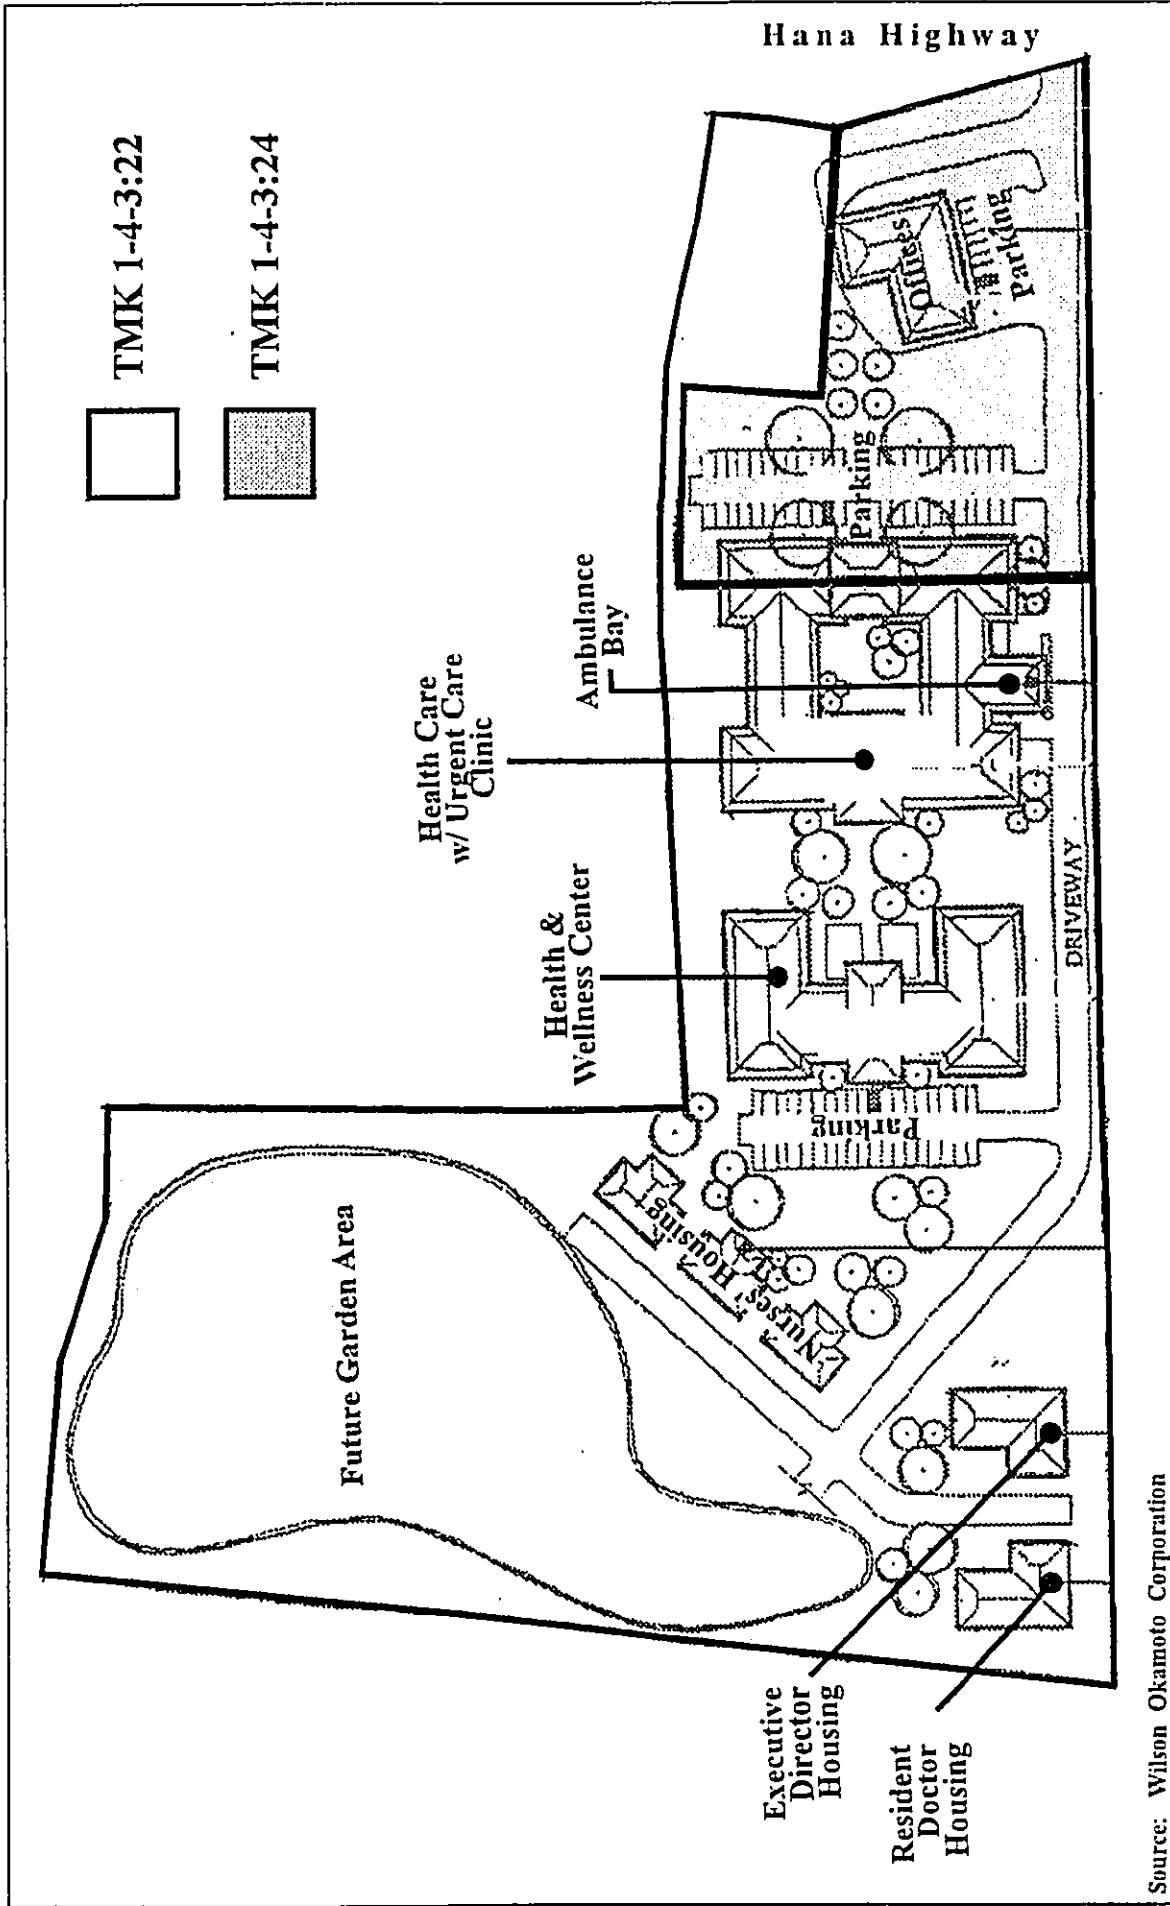 Hana Highway
TMK 1-4-3:22
TMK 1-4-3:24
Offices
Parking
Parking
Ambulance
Bay
Health Care
w/ Urgent Care
Clinic
Health &
Wellness Center
DRIVEWAY
Parking
Nurses' Housing
Future Garden Area
Executive
Director
Housing
Resident
Doctor
Housing
Source: Wilson Okamoto Corporation